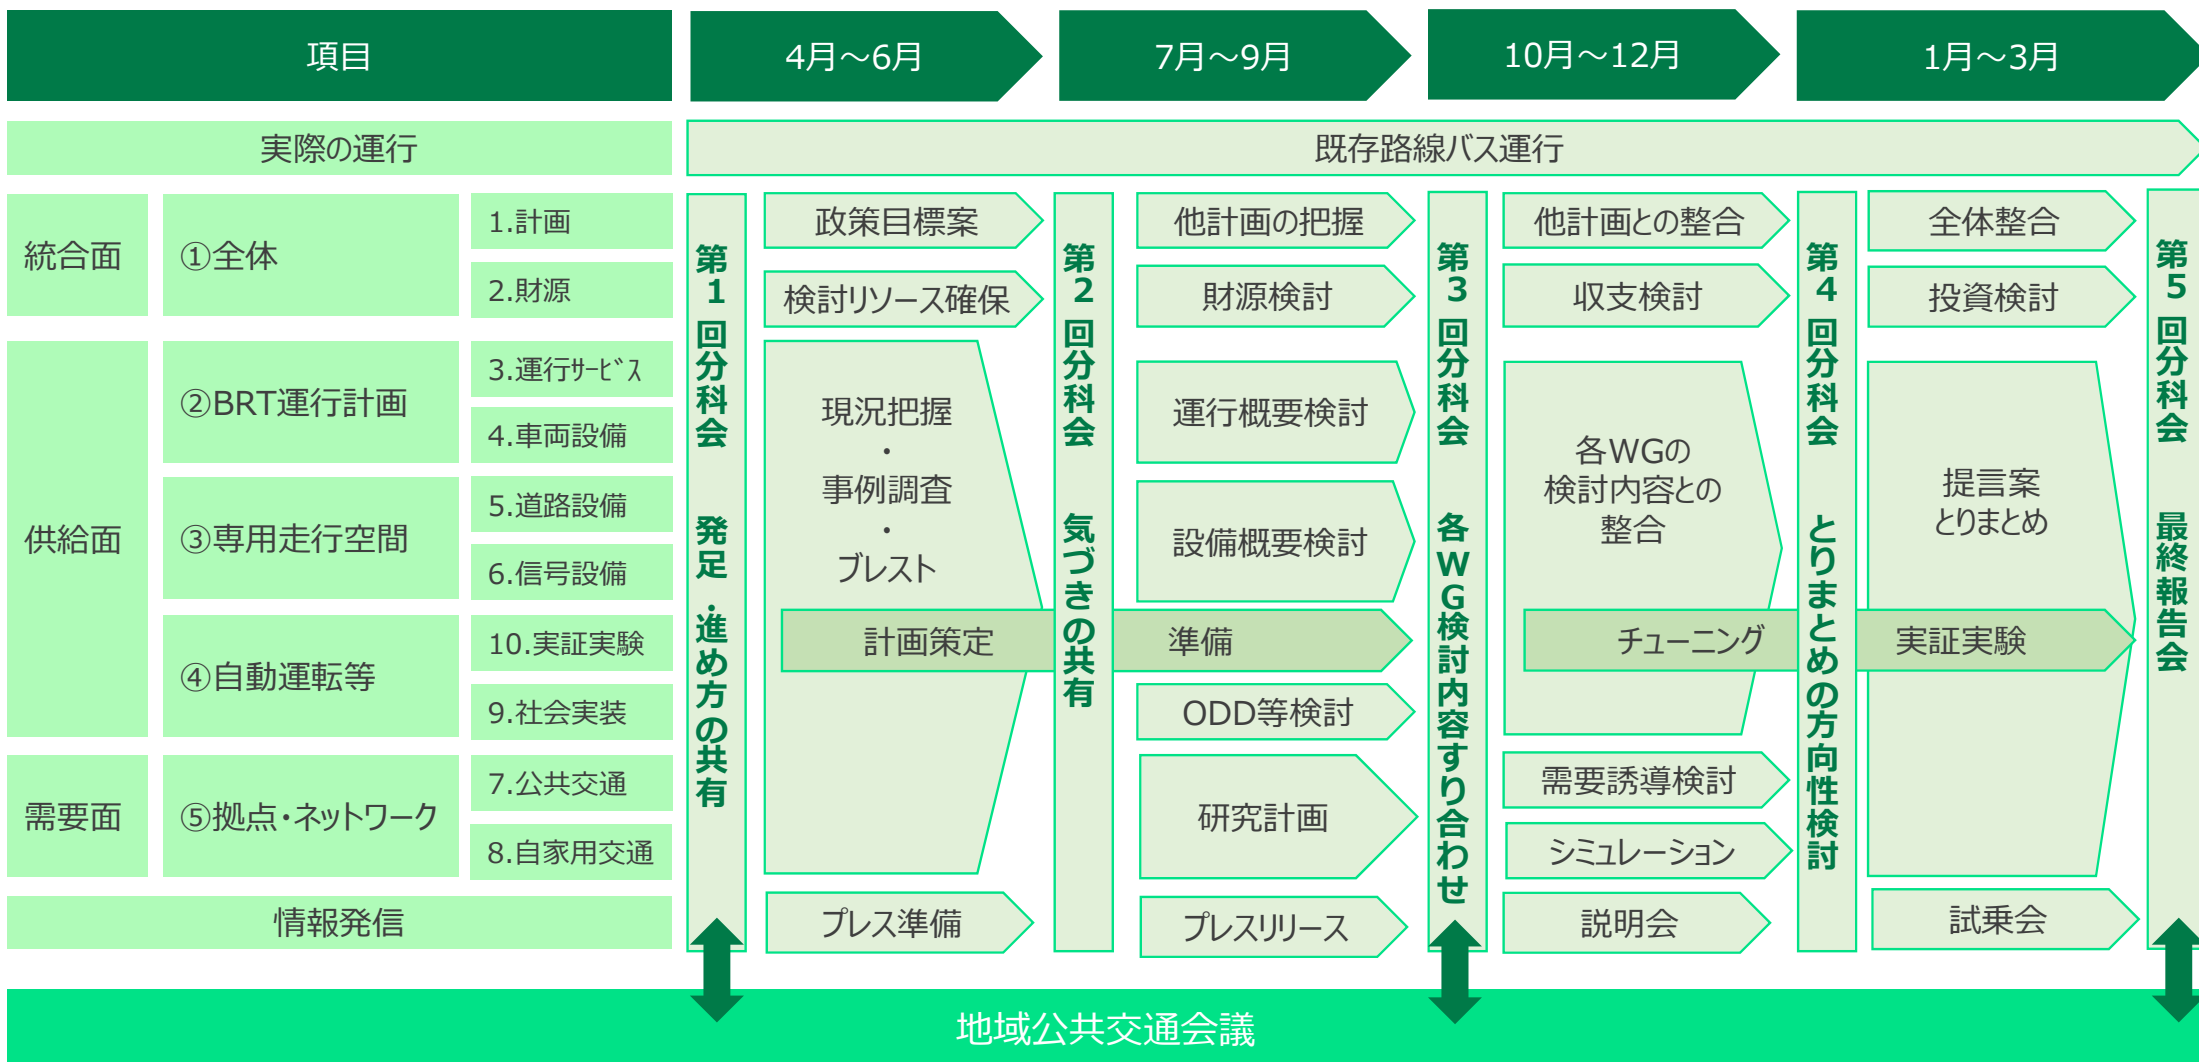 項目
4月～6月
7月～9月
10月～12月
1月～3月
実際の運行
既存路線バス運行
統合面
①全体
1.計画
2.財源
供給面
②BRT運行計画
3.運行ｻｰﾋﾞｽ
4.車両設備
③専用走行空間
5.道路設備
6.信号設備
④自動運転等
10.実証実験
9.社会実装
需要面
⑤拠点・ネットワーク
7.公共交通
8.自家用交通
情報発信
第1回分科会 発足・進め方の共有
政策目標案
検討リソース確保
現況把握
・
事例調査
・
ブレスト
計画策定
プレス準備
第2回分科会 気づきの共有
他計画の把握
財源検討
運行概要検討
設備概要検討
準備
ODD等検討
研究計画
プレスリリース
第3回分科会 各WG検討内容すり合わせ
他計画との整合
収支検討
各WGの
検討内容との
整合
チューニング
需要誘導検討
シミュレーション
説明会
第4回分科会 とりまとめの方向性検討
全体整合
投資検討
提言案
とりまとめ
実証実験
試乗会
第5回分科会 最終報告会
地域公共交通会議